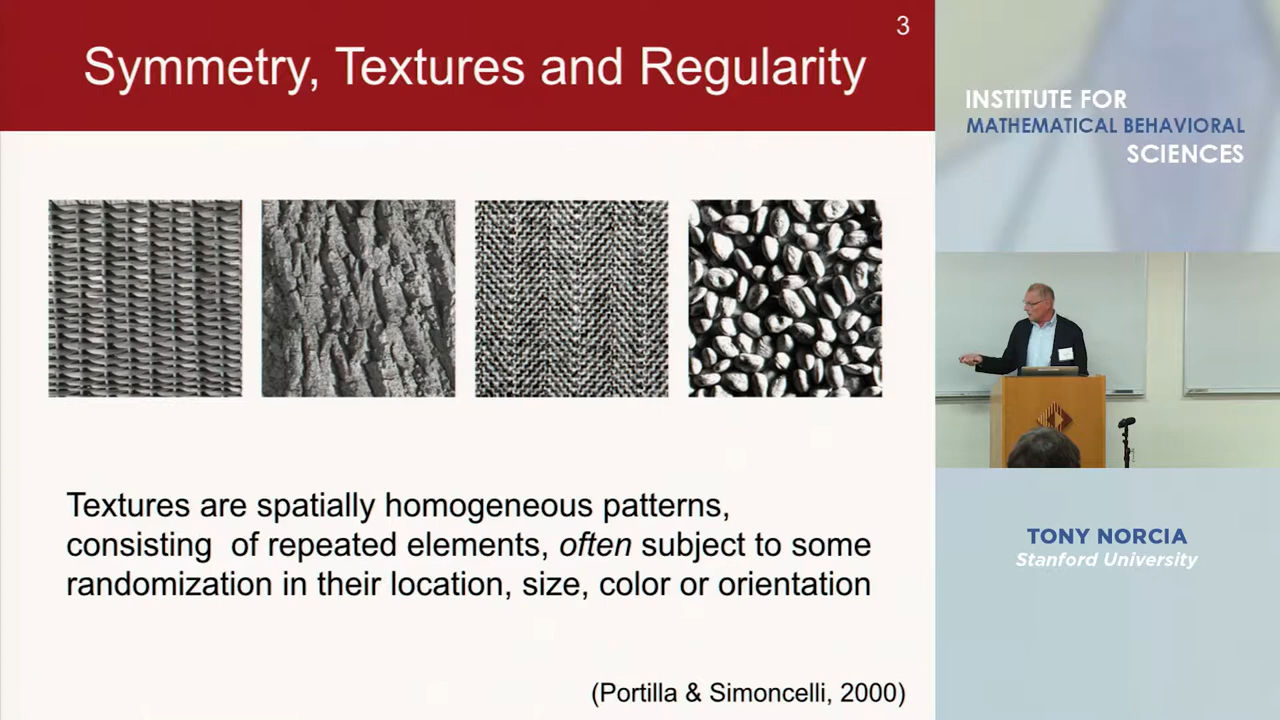 3
Symmetry, Textures and Regularity
Textures are spatially homogeneous patterns,
consisting of repeated elements, often subject to some
randomization in their location, size, color or orientation
(Portilla & Simoncelli, 2000)
INSTITUTE FOR
MATHEMATICAL BEHAVIORAL
SCIENCES
TONY NORCIA
Stanford University